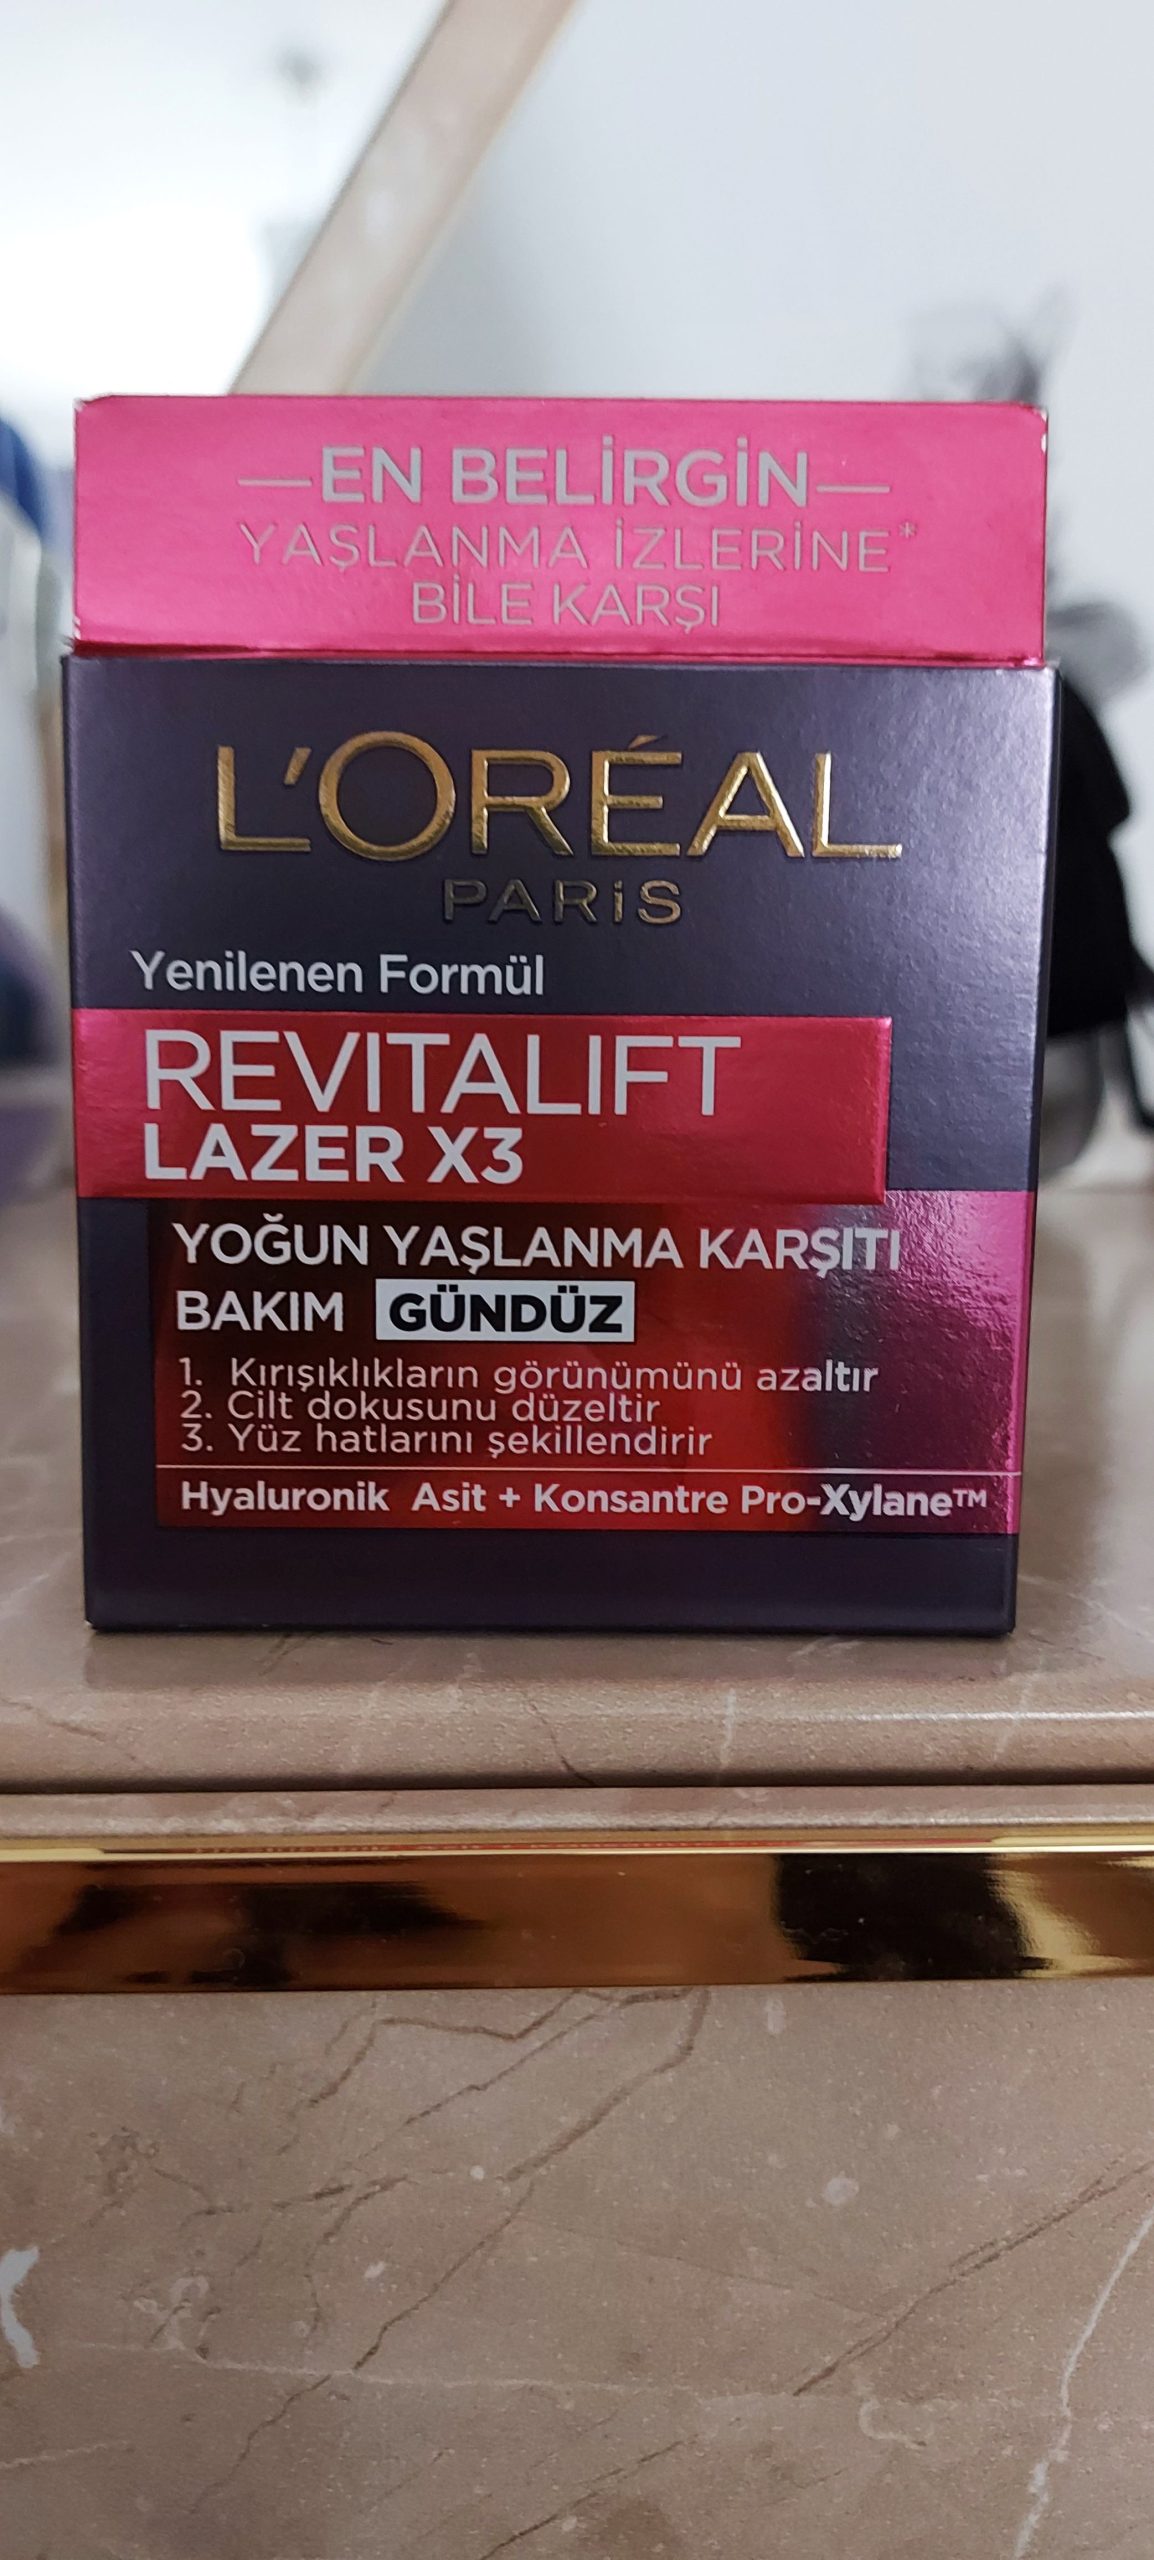 EN BELİRGİN
YAŞLANMA İZLERİNE*
BİLE KARŞI
L'ORÉAL
PARiS
Yenilenen Formül
REVITALIFT
LAZER X3
YOĞUN YAŞLANMA KARŞITI
BAKIM GÜNDÜZ
1. Kırışıklıkların görünümünü azaltır
2. Cilt dokusunu düzeltir
3. Yüz hatlarını şekillendirir
Hyaluronik Asit + Konsantre Pro-Xylane™